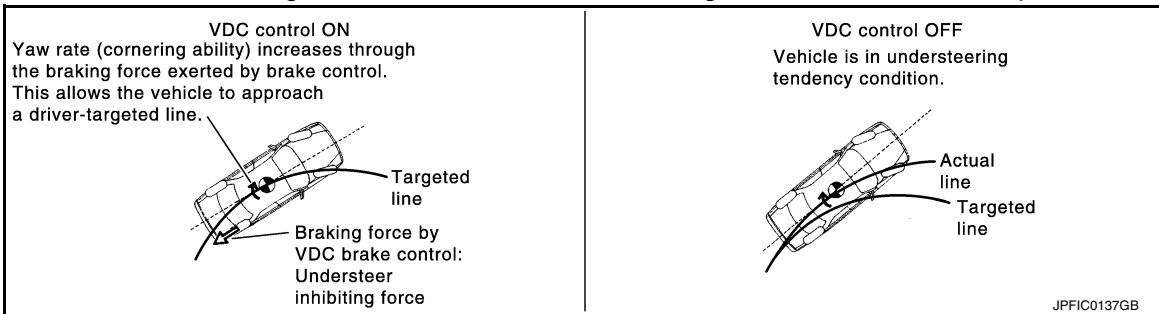 VDC control ON
Yaw rate (cornering ability) increases through
the braking force exerted by brake control.
This allows the vehicle to approach
a driver-targeted line.
Targeted
line
Braking force by
VDC brake control:
Understeer
inhibiting force
VDC control OFF
Vehicle is in understeering
tendency condition.
Actual
line
Targeted
line
JPFIC0137GB